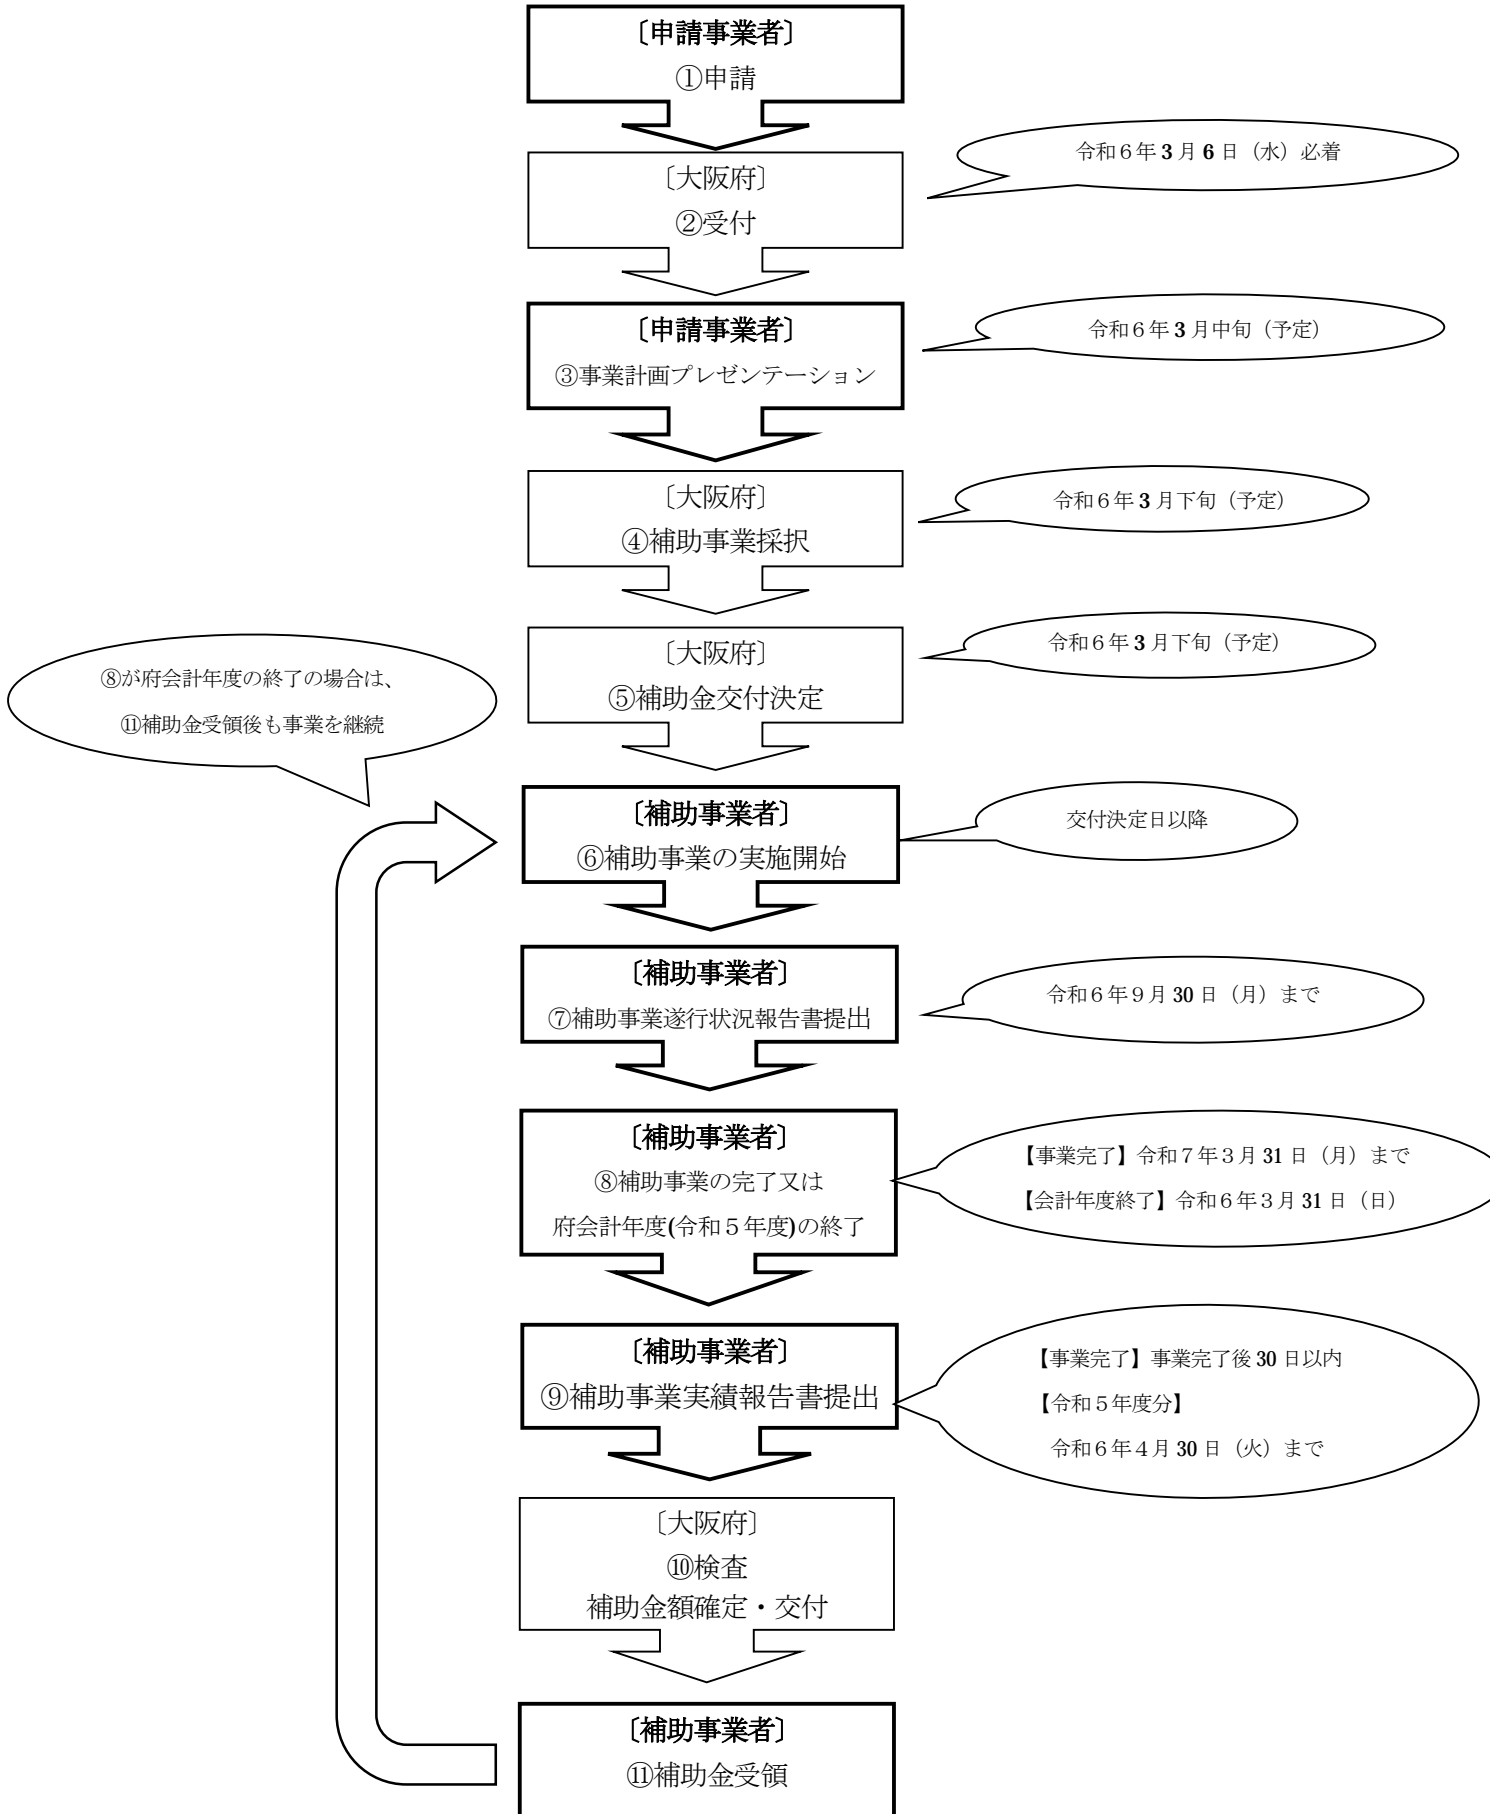 〔申請事業者〕
①申請
令和６年 3 月 6 日（水）必着
〔大阪府〕
②受付
〔申請事業者〕
③事業計画プレゼンテーション
令和６年 3 月中旬（予定）
〔大阪府〕
④補助事業採択
令和６年 3 月下旬（予定）
〔大阪府〕
⑤補助金交付決定
令和６年 3 月下旬（予定）
⑧が府会計年度の終了の場合は、
⑪補助金受領後も事業を継続
〔補助事業者〕
⑥補助事業の実施開始
交付決定日以降
〔補助事業者〕
⑦補助事業遂行状況報告書提出
令和６年９月 30 日（月）まで
〔補助事業者〕
⑧補助事業の完了又は
府会計年度(令和５年度)の終了
【事業完了】令和７年３月 31 日（月）まで
【会計年度終了】令和６年３月 31 日（日）
〔補助事業者〕
⑨補助事業実績報告書提出
【事業完了】事業完了後 30 日以内
【令和５年度分】
令和６年４月 30 日（火）まで
〔大阪府〕
⑩検査
補助金額確定・交付
〔補助事業者〕
⑪補助金受領